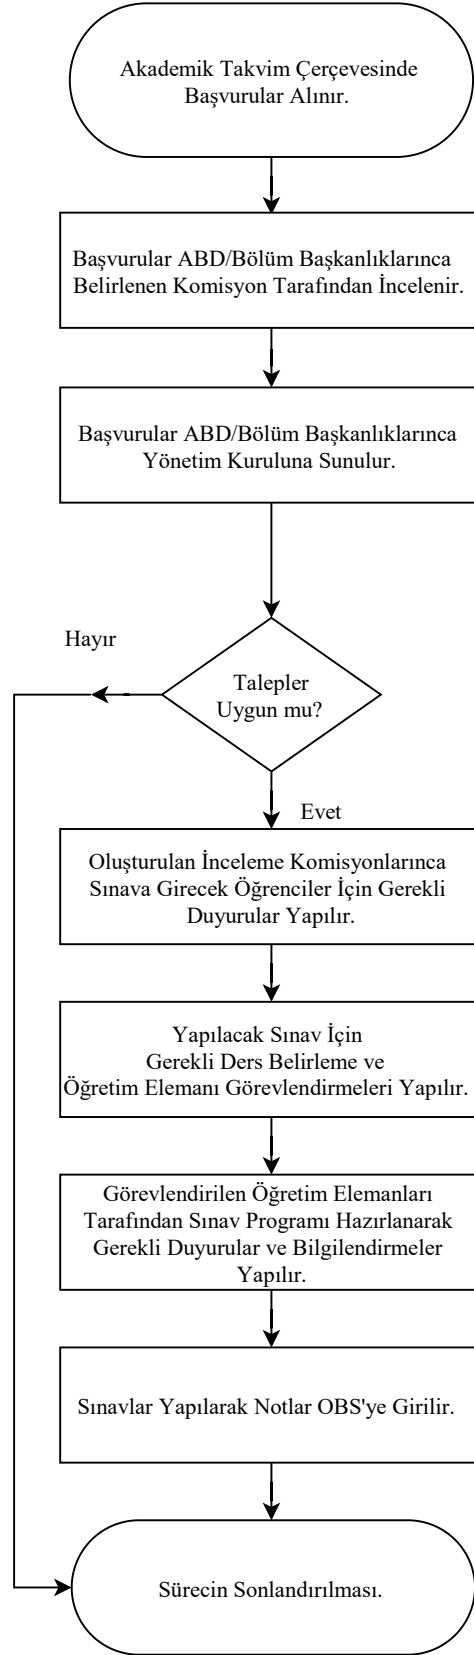 Akademik Takvim Çerçevesinde
Başvurular Alınır.
Başvurular ABD/Bölüm Başkanlıklarınca
Belirlenen Komisyon Tarafından İncelenir.
Başvurular ABD/Bölüm Başkanlıklarınca
Yönetim Kuruluna Sunulur.
Hayır
Talepler
Uygun mu?
Evet
Oluşturulan İnceleme Komisyonlarınca
Sınava Girecek Öğrenciler İçin Gerekli
Duyurular Yapılır.
Yapılacak Sınav İçin
Gerekli Ders Belirleme ve
Öğretim Elemanı Görevlendirmeleri Yapılır.
Görevlendirilen Öğretim Elemanları
Tarafından Sınav Programı Hazırlanarak
Gerekli Duyurular ve Bilgilendirmeler
Yapılır.
Sınavlar Yapılarak Notlar OBS'ye Girilir.
Sürecin Sonlandırılması.